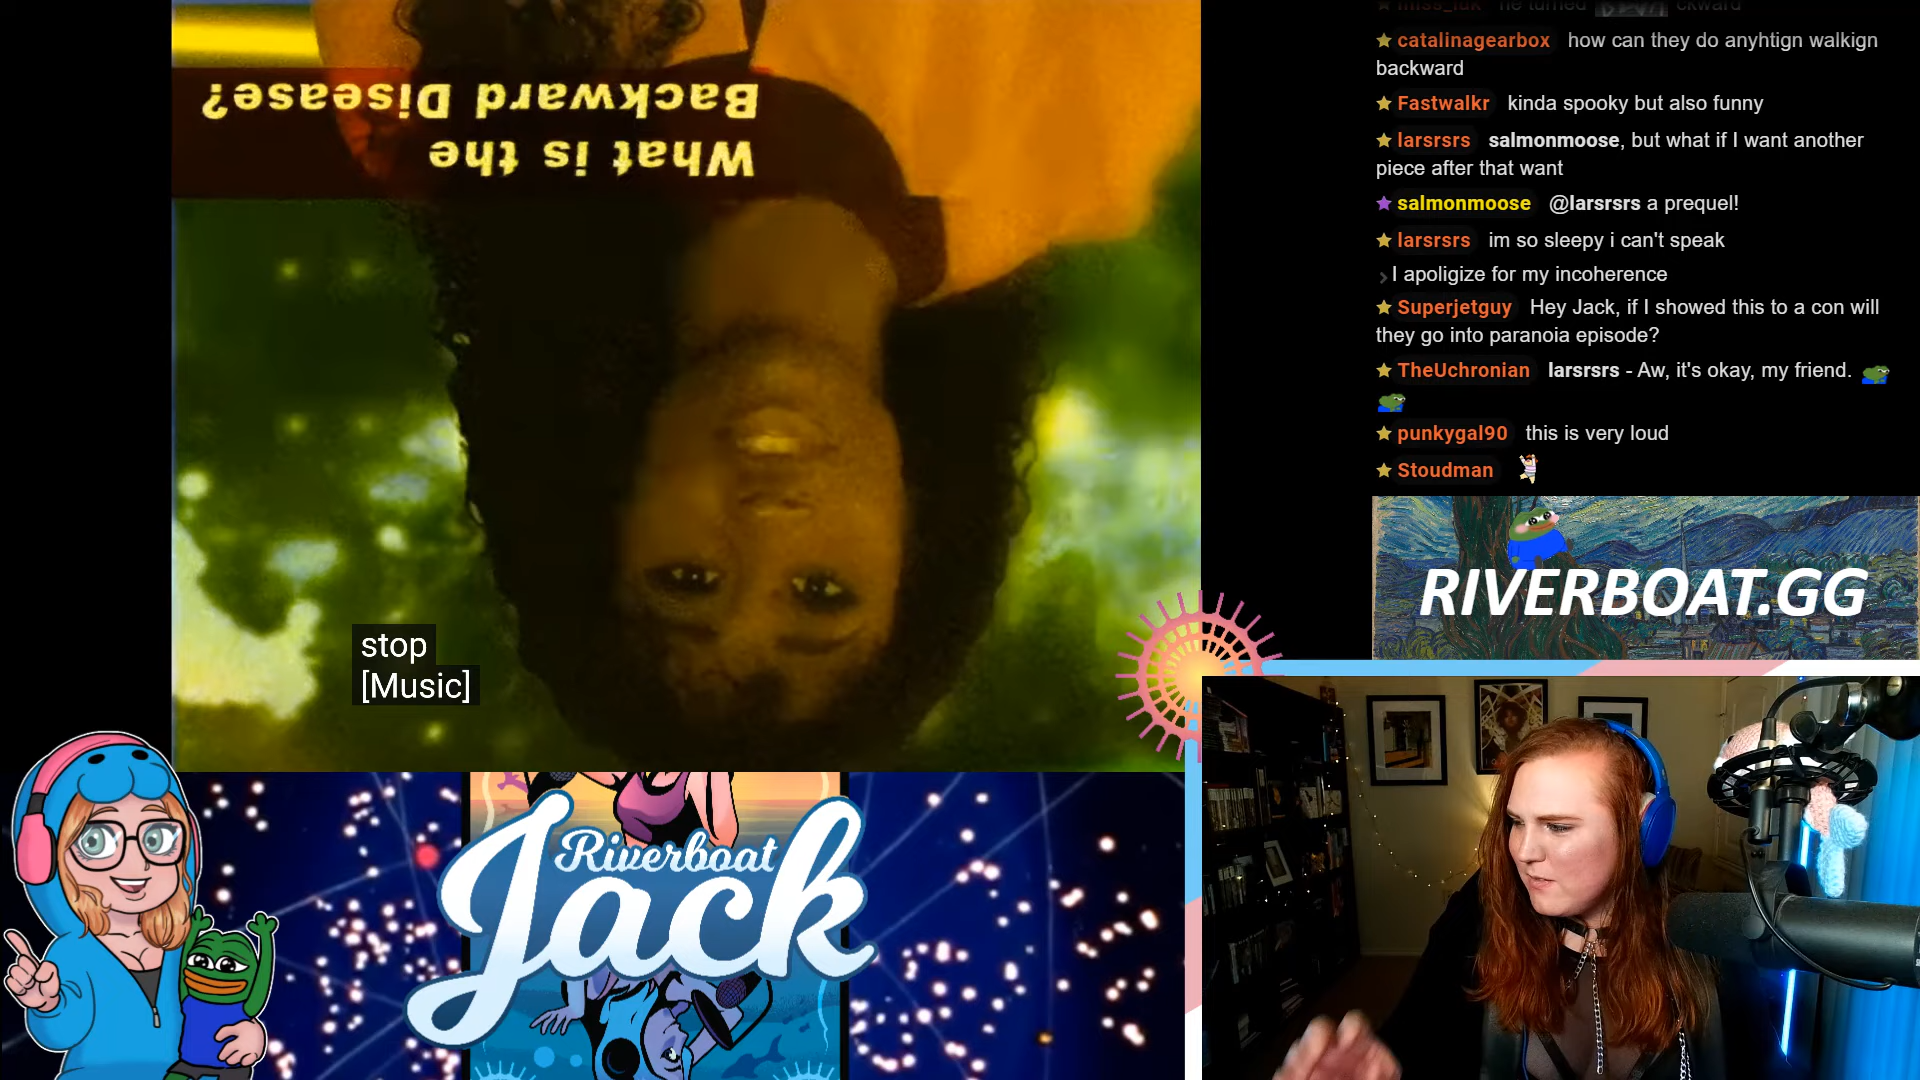 What is the
Backward Disease?
stop
[Music]
Riverboat
Jack
he turned ckward
catalinagearbox how can they do anyhtign walkign
backward
Fastwalkr kinda spooky but also funny
larsrsrs salmonmoose, but what if I want another
piece after that want
salmonmoose @larsrsrs a prequel!
larsrsrs im so sleepy i can't speak
I apoligize for my incoherence
Superjetguy Hey Jack, if I showed this to a con will
they go into paranoia episode?
TheUchronian larsrsrs - Aw, it's okay, my friend.
punkygal90 this is very loud
Stoudman
RIVERBOAT.GG